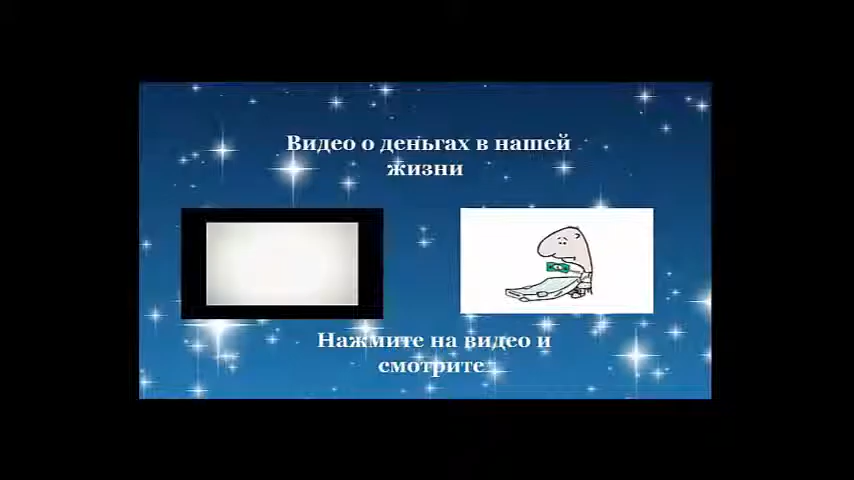 Видео о деньгах в нашей
жизни
Нажмите на видео и
смотрите